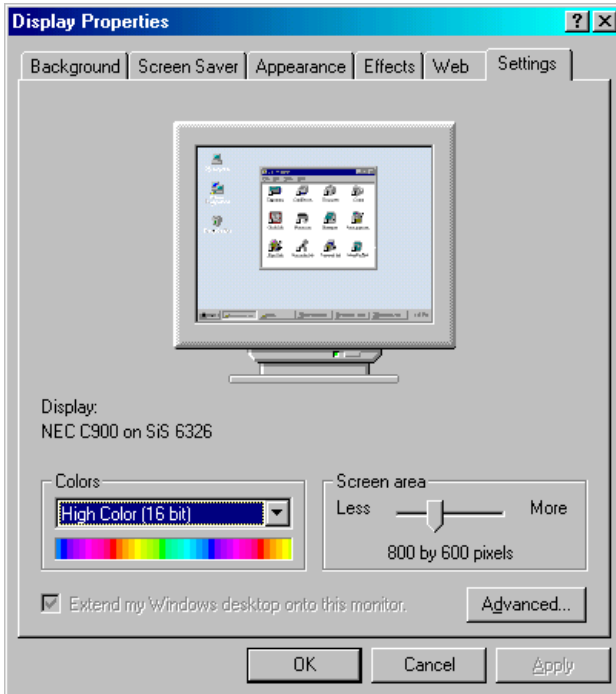 Display Properties
Background Screen Saver Appearance Effects Web Settings
Display:
NEC C900 on SiS 6326
Colors
High Color (16 bit)
Screen area
Less More
800 by 600 pixels
Extend my Windows desktop onto this monitor.
Advanced...
OK Cancel Apply